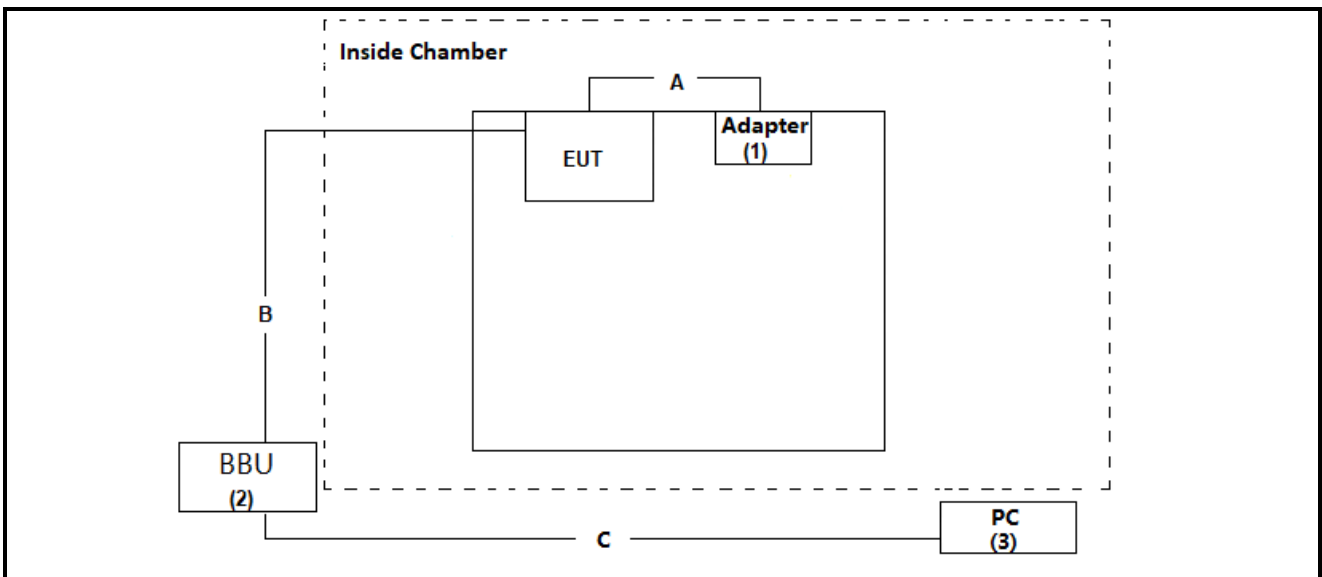 Inside Chamber
A
EUT
Adapter
(1)
B
BBU
(2)
PC
(3)
C